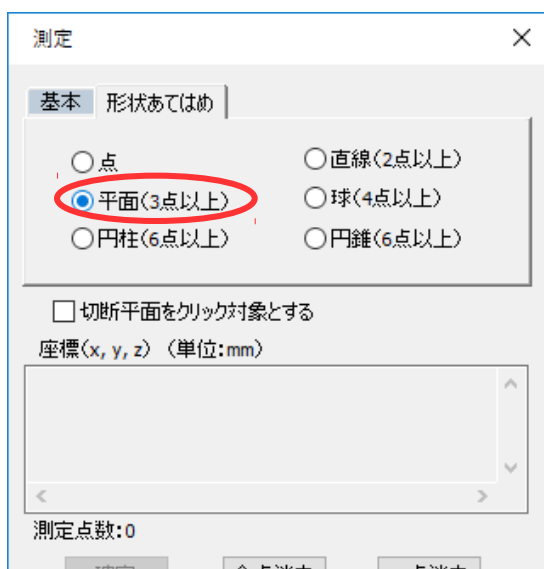 測定
基本 形状あてはめ
点 直線(2点以上)
平面(3点以上) 球(4点以上)
円柱(6点以上) 円錐(6点以上)
切断平面をクリック対象とする
座標(x, y, z) (単位:mm)
測定点数:0